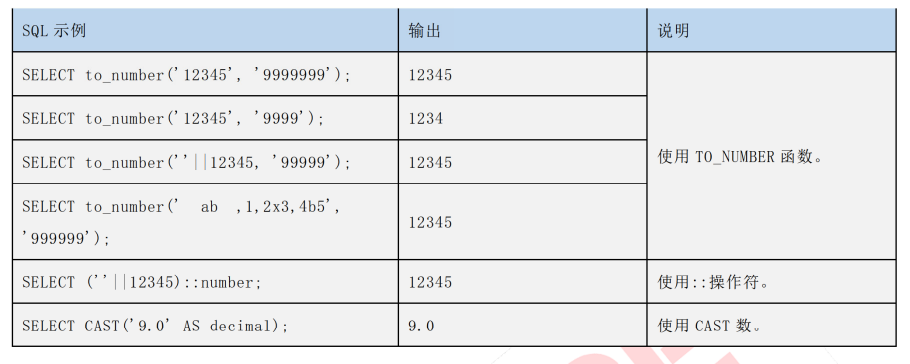 SQL 示例 输出 说明
SELECT to_number('12345', '9999999'); 12345
SELECT to_number('12345', '9999'); 1234
使用 TO_NUMBER 函数。
SELECT to_number(''||12345, '99999'); 12345
SELECT to_number('  ab  ,1,2x3,4b5',
'999999'); 12345
SELECT (''||12345)::number; 12345 使用::操作符。
SELECT CAST('9.0' AS decimal); 9.0 使用 CAST 数。